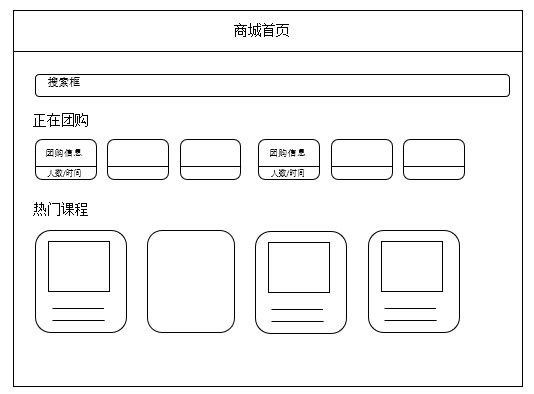 商城首页
搜索框
正在团购
团购信息
团购信息
人数/时间
人数/时间
热门课程